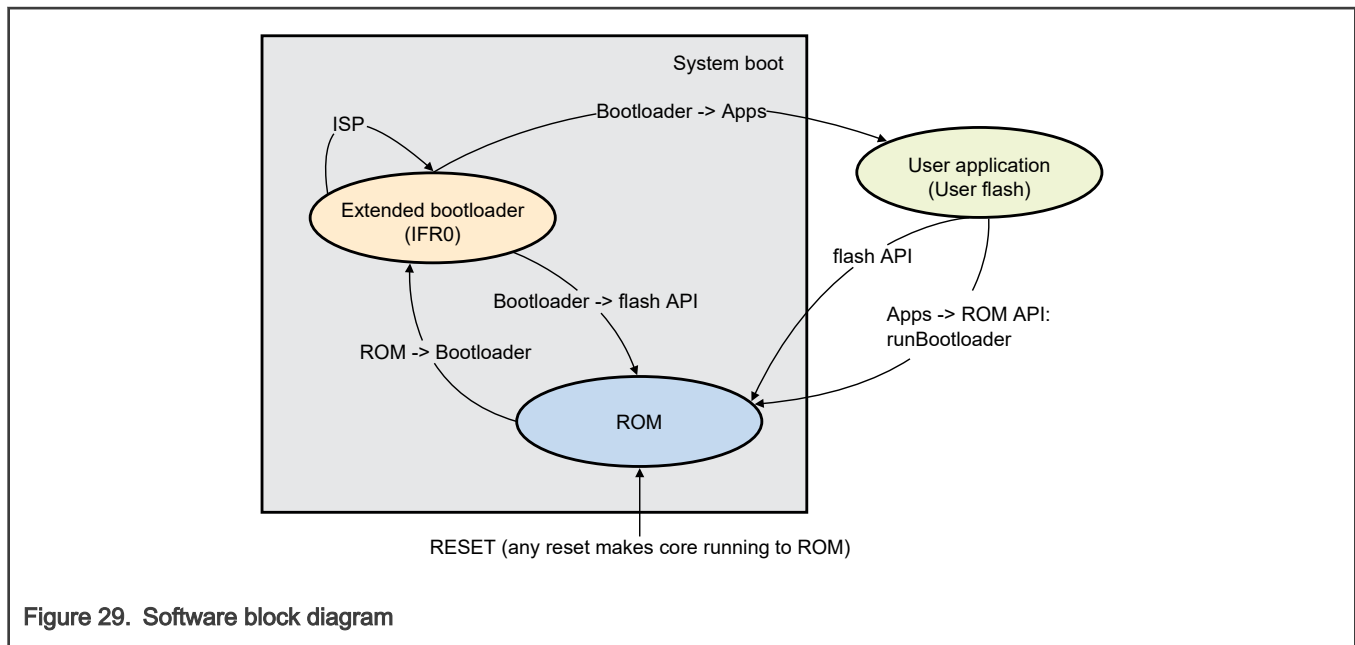 System boot
Bootloader -> Apps
ISP
User application
(User flash)
Extended bootloader
(IFR0)
flash API
Bootloader -> flash API
Apps -> ROM API:
runBootloader
ROM -> Bootloader
ROM
RESET (any reset makes core running to ROM)
Figure 29. Software block diagram